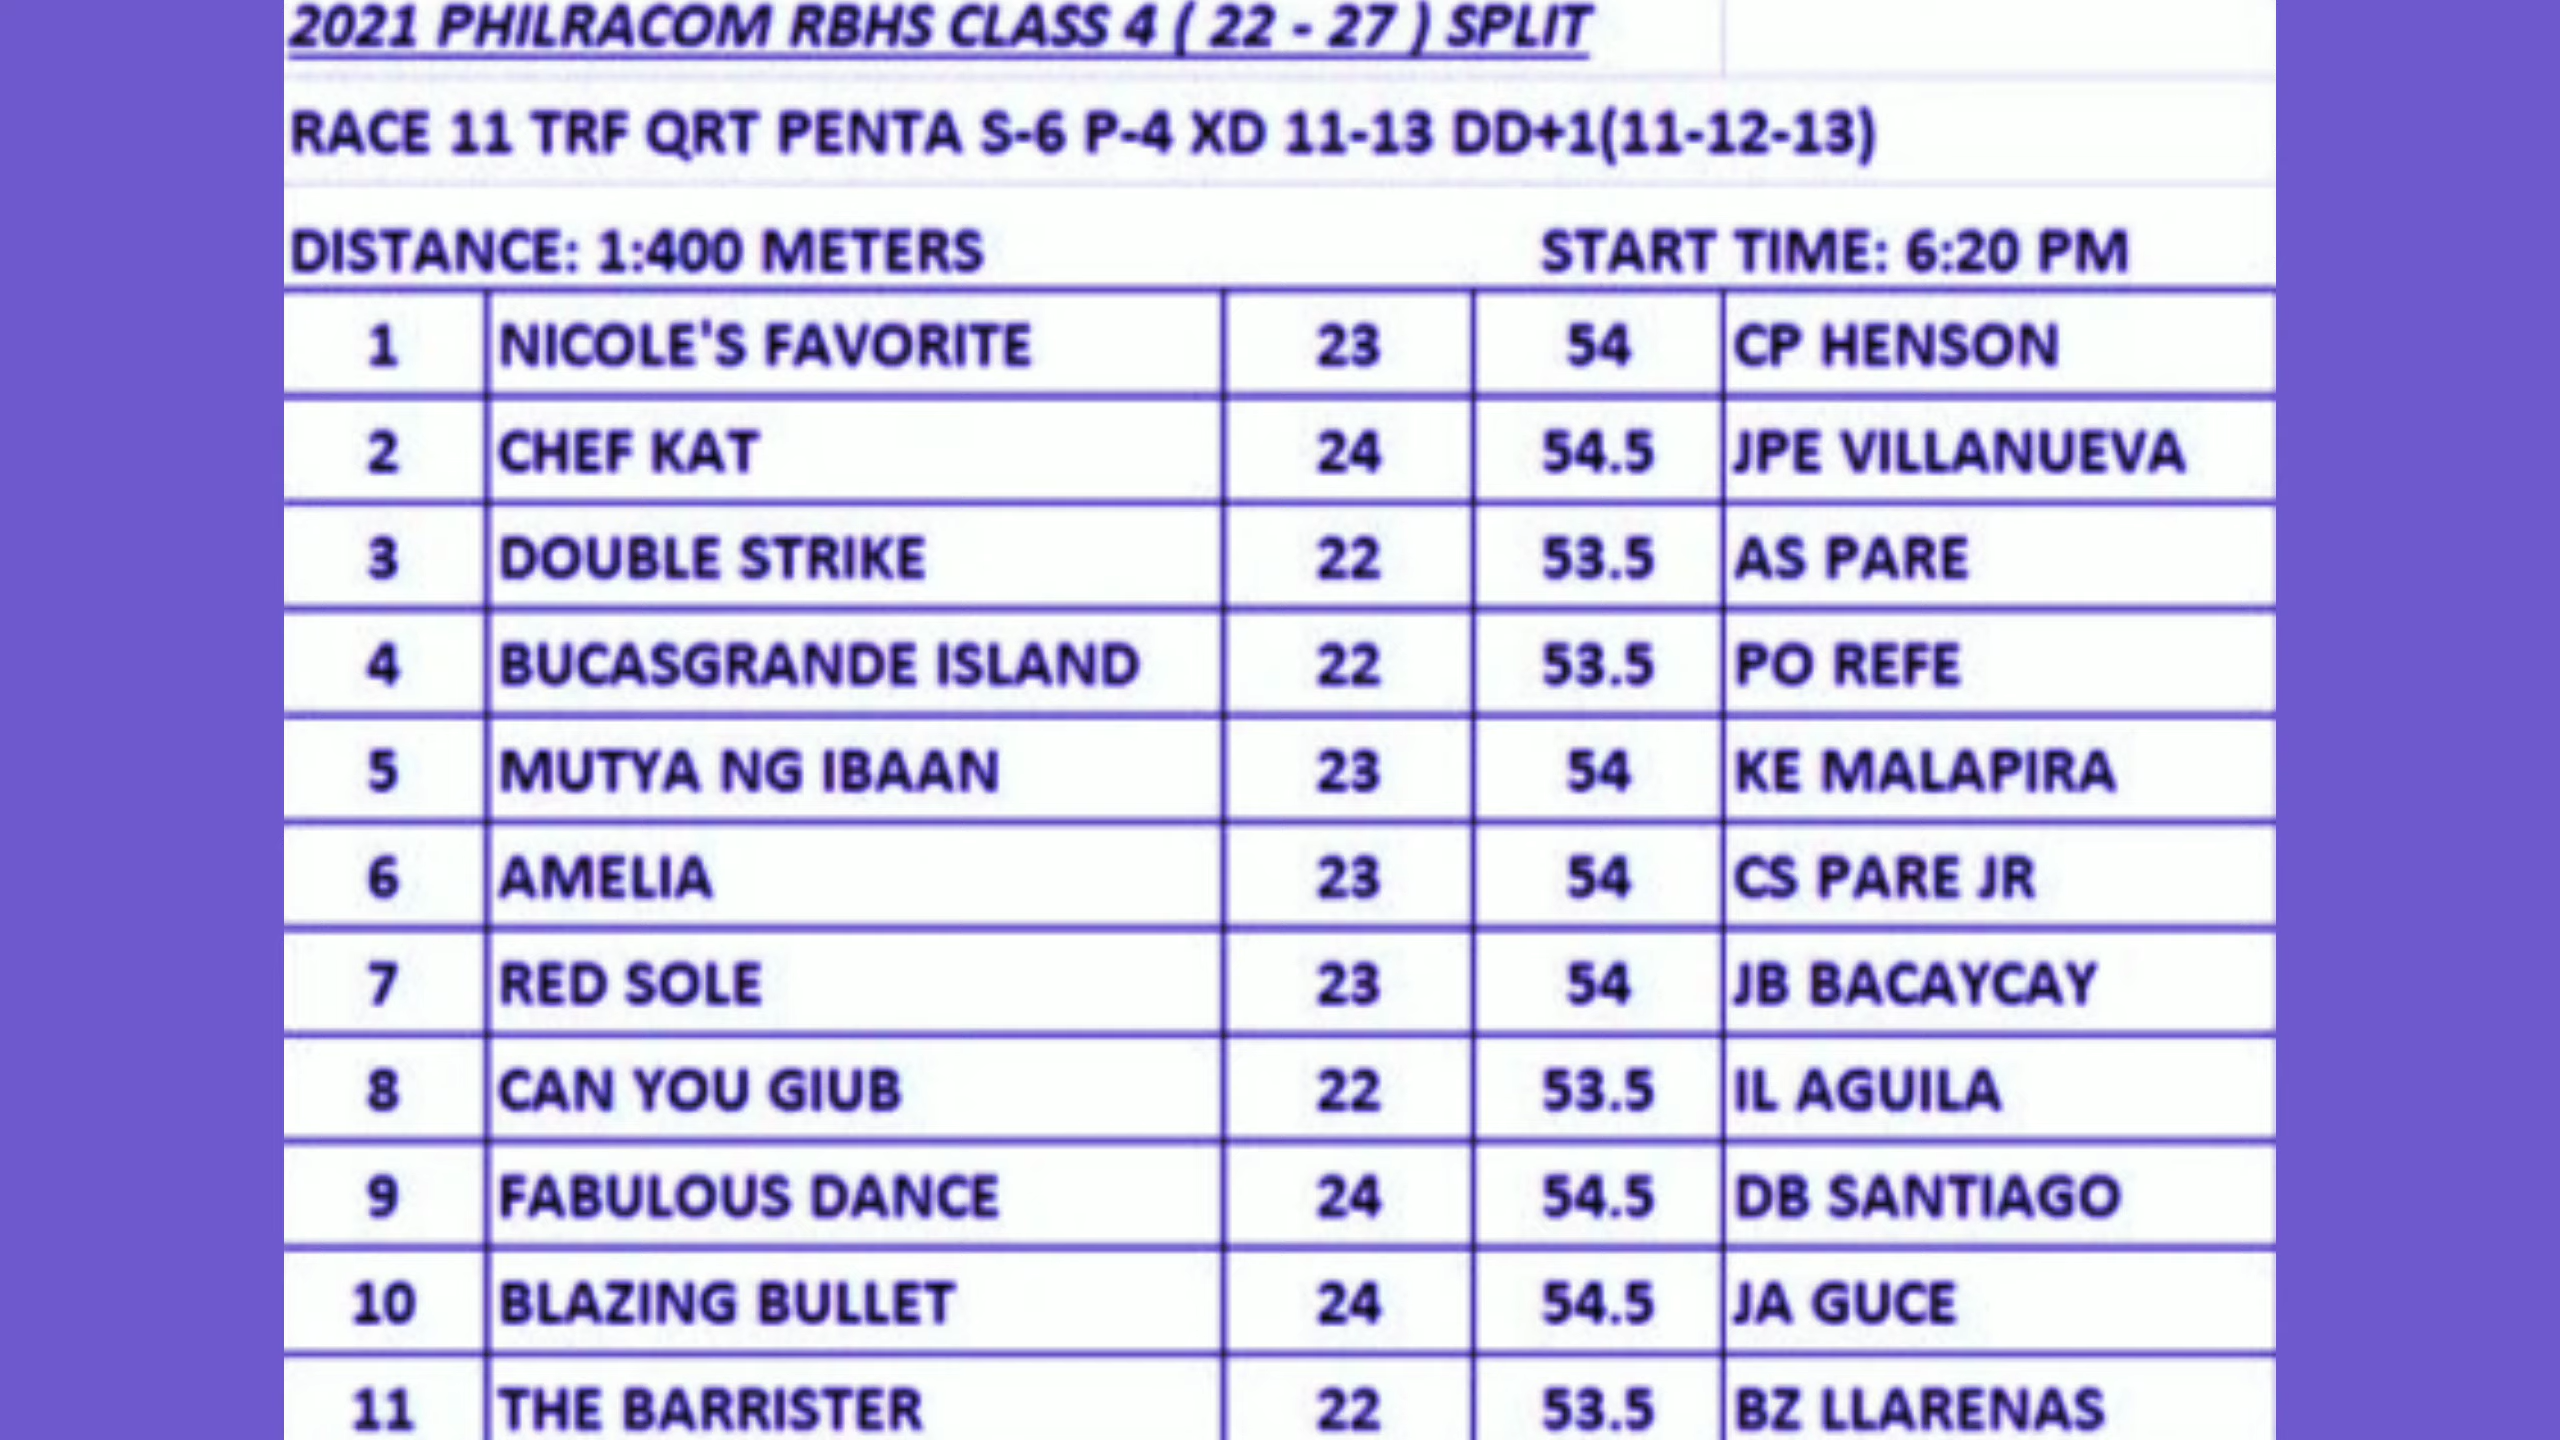 2021 PHILRACOM RBHS CLASS 4 ( 22 - 27 ) SPLIT
RACE 11 TRF QRT PENTA S-6 P-4 XD 11-13 DD+1(11-12-13)
DISTANCE: 1:400 METERS START TIME: 6:20 PM
1 NICOLE'S FAVORITE 23 54 CP HENSON
2 CHEF KAT 24 54.5 JPE VILLANUEVA
3 DOUBLE STRIKE 22 53.5 AS PARE
4 BUCASGRANDE ISLAND 22 53.5 PO REFE
5 MUTYA NG IBAAN 23 54 KE MALAPIRA
6 AMELIA 23 54 CS PARE JR
7 RED SOLE 23 54 JB BACAYCAY
8 CAN YOU GIUB 22 53.5 IL AGUILA
9 FABULOUS DANCE 24 54.5 DB SANTIAGO
10 BLAZING BULLET 24 54.5 JA GUCE
11 THE BARRISTER 22 53.5 BZ LLARENAS